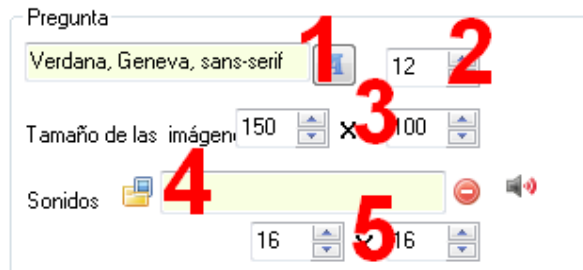 Pregunta
Verdana, Geneva, sans-serif 1 12 2
Tamaño de las imágen 150 x 3 100
Sonidos 4
16 5 16